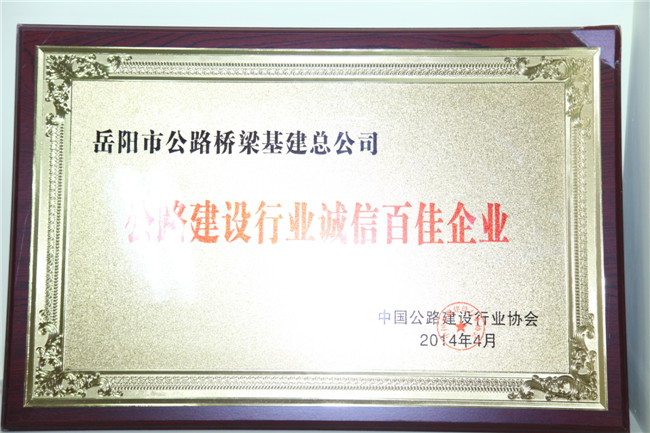 岳阳市公路桥梁基建总公司
公路建设行业诚信百佳企业
中国公路建设行业协会
2014年4月